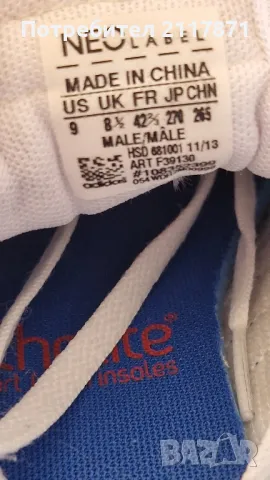 Потребител 2117871
NEO LABEL
MADE IN CHINA
US UK FR JP CHN
9 8½ 42⅔ 270 265
MALE/MÂLE
HSD 681001 11/13
ART F39130
adidas
insoles
BAZAR